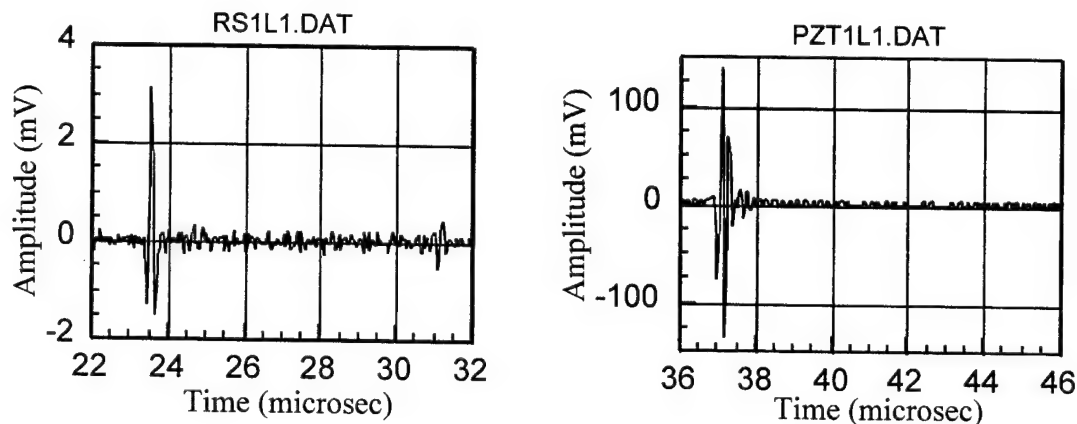 RS1L1.DAT
4
2
0
-2
Amplitude (mV)
22 24 26 28 30 32
Time (microsec)
PZT1L1.DAT
100
0
-100
Amplitude (mV)
36 38 40 42 44 46
Time (microsec)